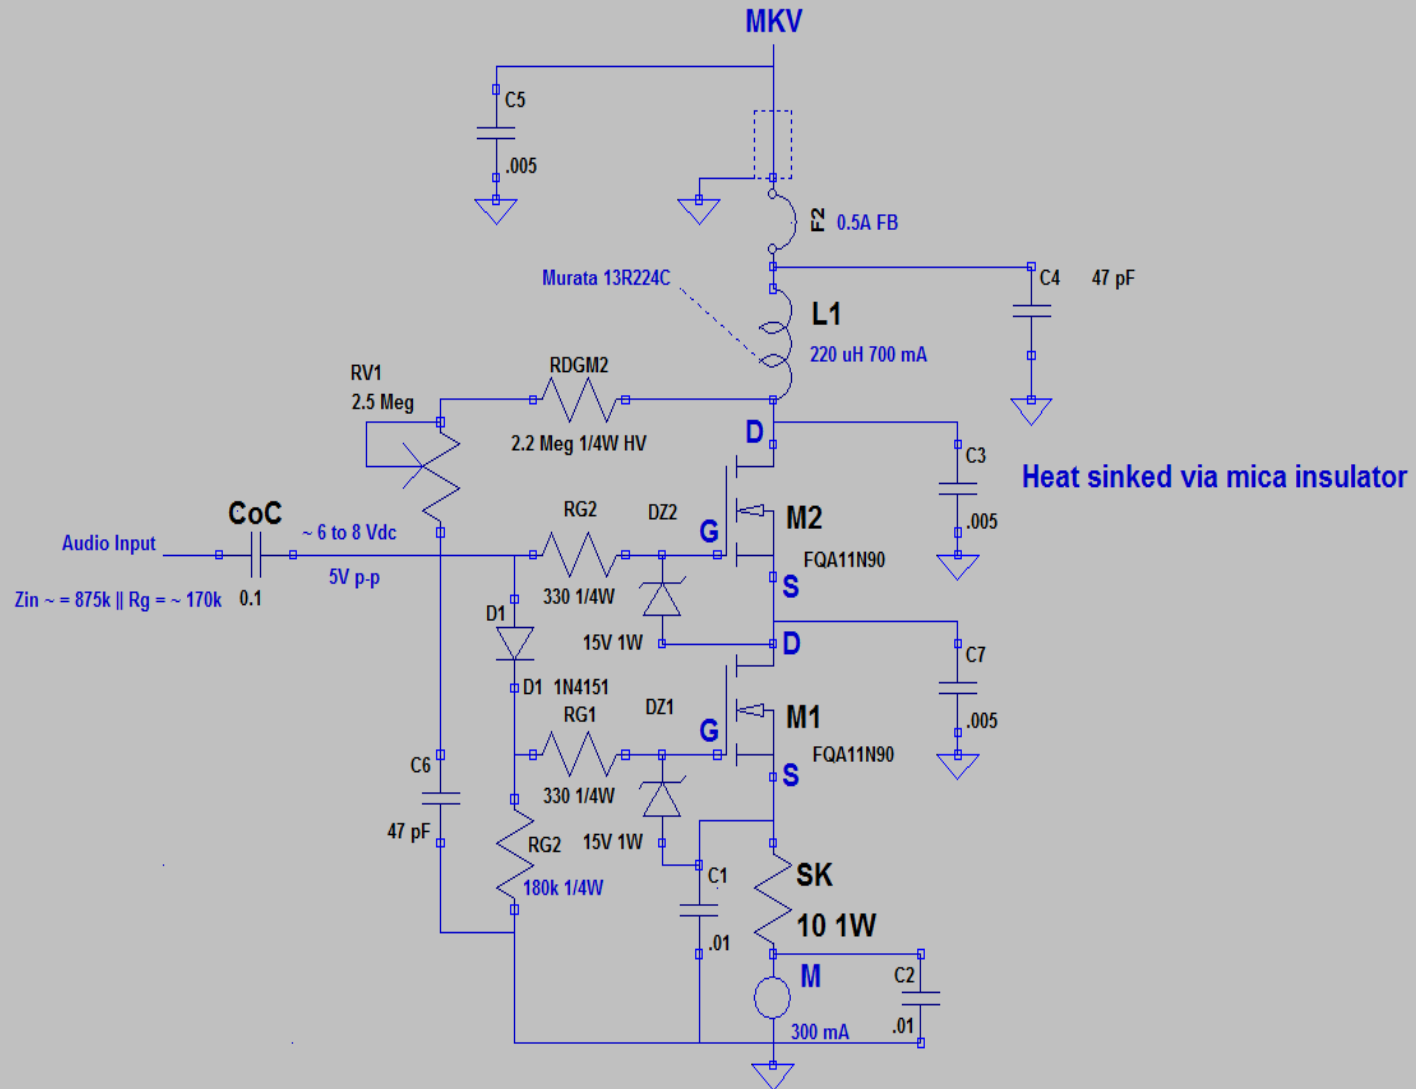 MKV
C5
.005
F2
0.5A FB
C4
47 pF
Murata 13R224C
L1
220 uH 700 mA
RV1
2.5 Meg
RDGM2
2.2 Meg 1/4W HV
D
C3
.005
Heat sinked via mica insulator
CoC
~ 6 to 8 Vdc
Audio Input
5V p-p
Zin ~ = 875k || Rg = ~ 170k
0.1
RG2
330 1/4W
DZ2
G
M2
FQA11N90
S
15V 1W
D1
D
C7
.005
D1 1N4151
RG1
330 1/4W
DZ1
G
M1
FQA11N90
S
15V 1W
C6
47 pF
RG2
180k 1/4W
C1
.01
SK
10 1W
M
300 mA
C2
.01